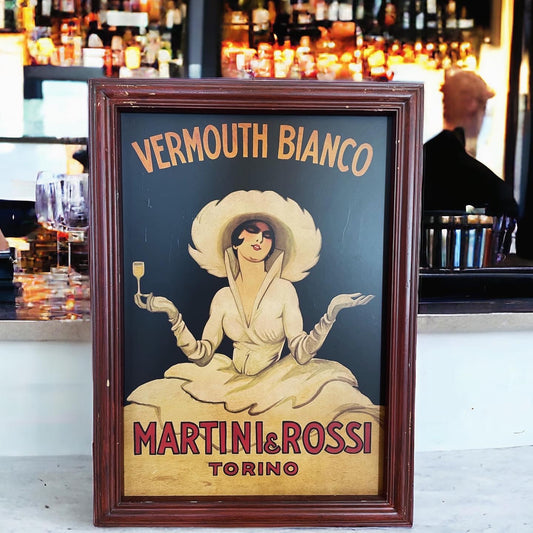 VERMOUTH BIANCO
MARTINI & ROSSI
TORINO